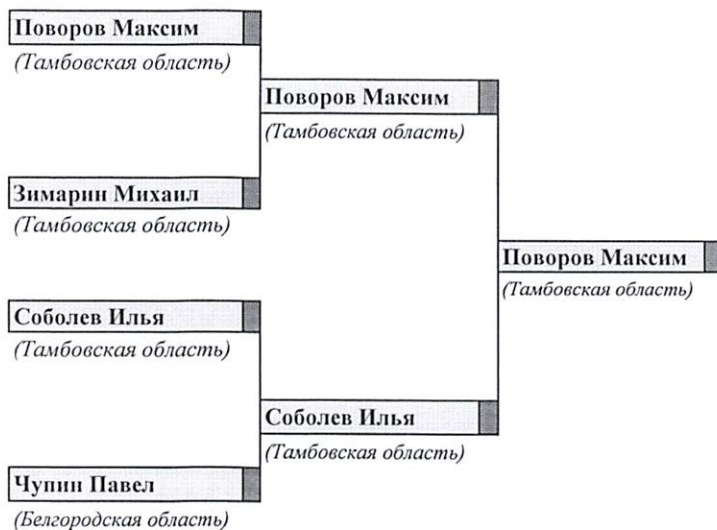 Поворов Максим
(Тамбовская область)
Поворов Максим
(Тамбовская область)
Зимарин Михаил
(Тамбовская область)
Поворов Максим
(Тамбовская область)
Соболев Илья
(Тамбовская область)
Соболев Илья
(Тамбовская область)
Чупин Павел
(Белгородская область)